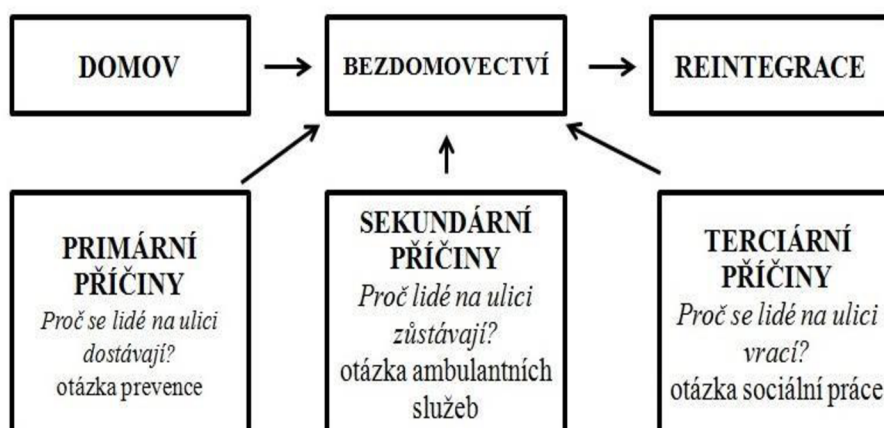 DOMOV
BEZDOMOVECTVÍ
REINTEGRACE
PRIMÁRNÍ
PŘÍČINY
Proč se lidé na ulici
dostávají?
otázka prevence
SEKUNDÁRNÍ
PŘÍČINY
Proč lidé na ulici
zůstávají?
otázka ambulantních
služeb
TERCIÁRNÍ
PŘÍČINY
Proč se lidé na ulici
vrací?
otázka sociální práce